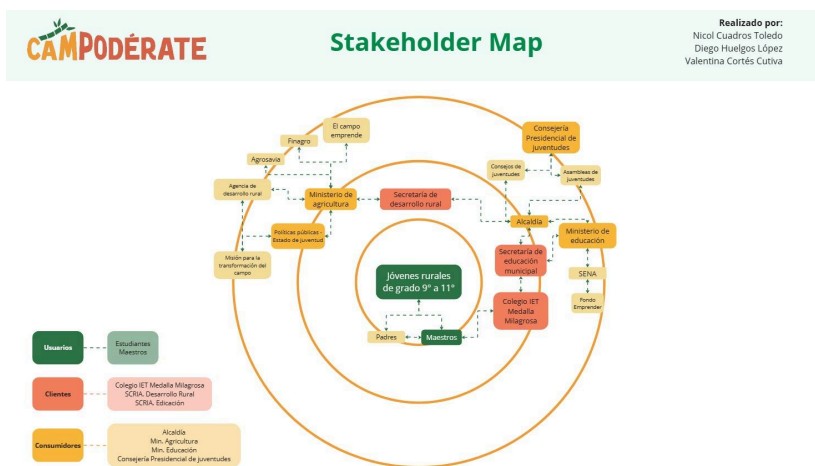 CAMPODÉRATE
Stakeholder Map
Realizado por:
Nicol Cuadros Toledo
Diego Huelgos López
Valentina Cortés Cutiva
El campo
emprende
Finagro
Agrosavia
Agencia de
desarrollo rural
Ministerio de
agricultura
Secretaría de
desarrollo rural
Políticas públicas -
Estado de juventud
Misión para la
transformación del
campo
Consejería
Presidencial de
juventudes
Consejos de
juventudes
Asambleas de
juventudes
Alcaldía
Ministerio de
educación
Secretaría de
educación
municipal
SENA
Fondo
Emprender
Colegio IET
Medalla
Milagrosa
Jóvenes rurales
de grado 9° a 11°
Padres
Maestros
Usuarios
Estudiantes
Maestros
Clientes
Colegio IET Medalla Milagrosa
SCRIA. Desarrollo Rural
SCRIA. Edicación
Consumidores
Alcaldía
Min. Agricultura
Min. Educación
Consejería Presidencial de juventudes